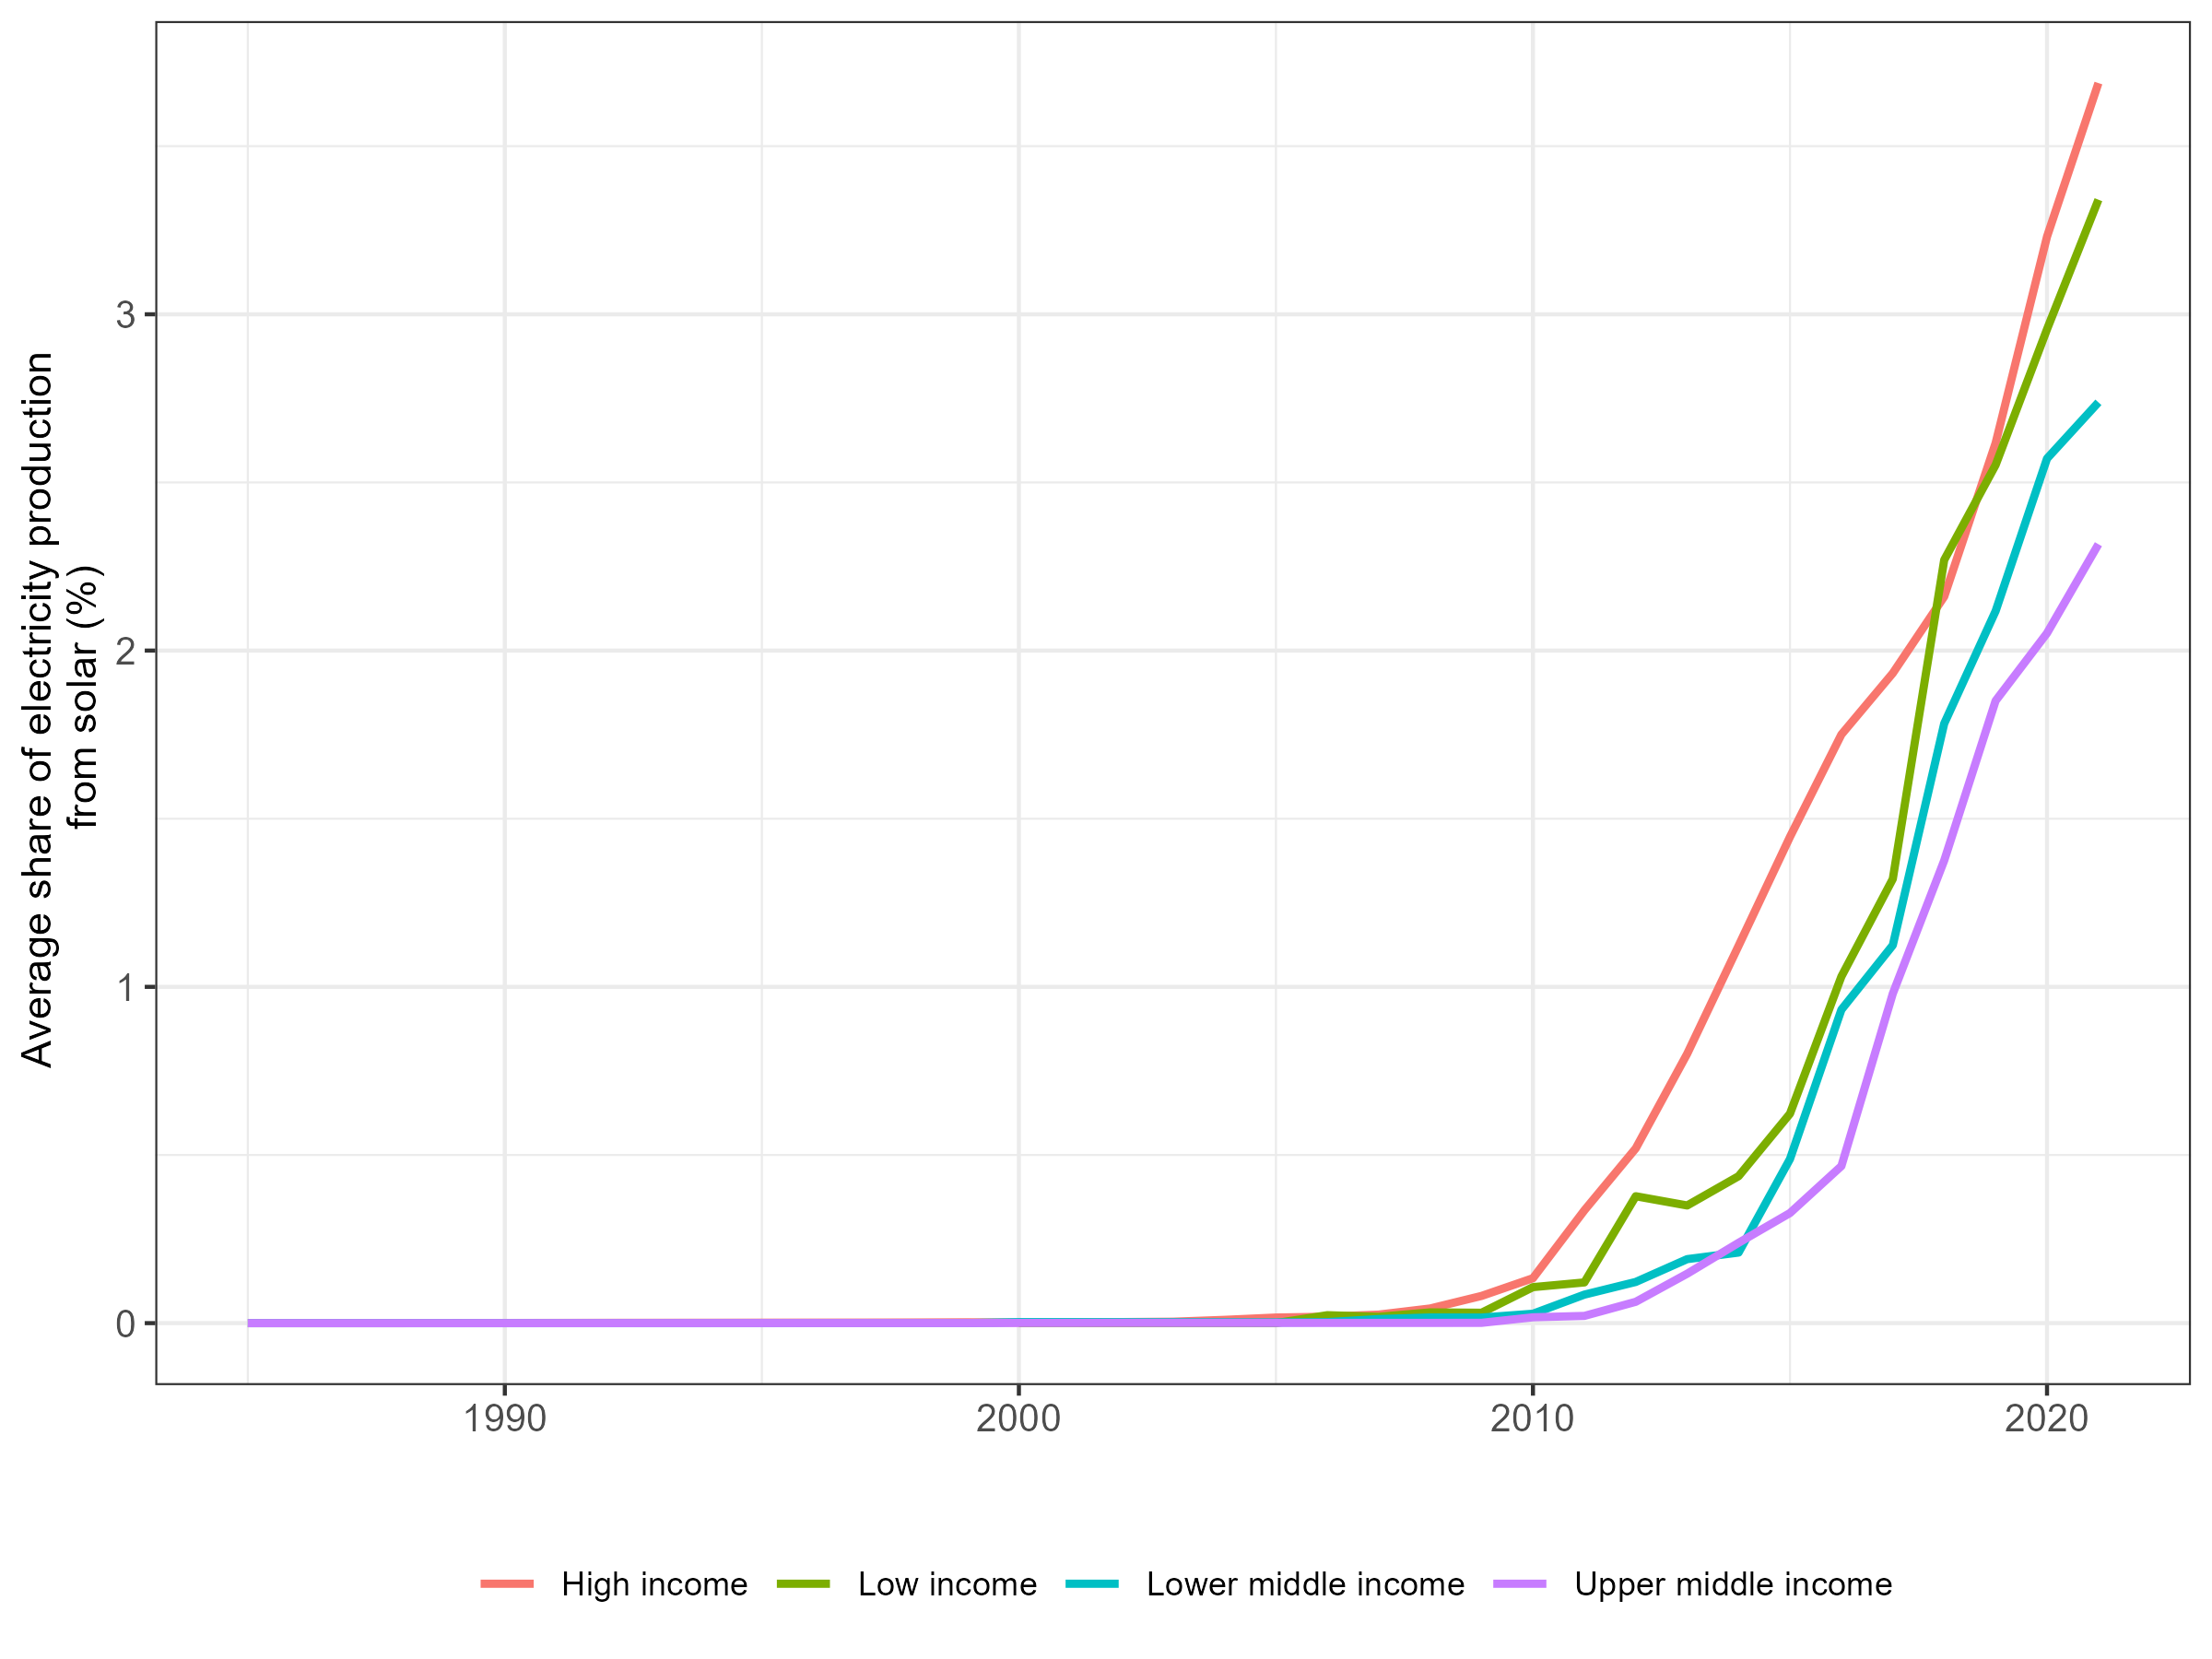 Average share of electricity production
from solar (%)
3
2
1
0
1990 2000 2010 2020
High income Low income Lower middle income Upper middle income